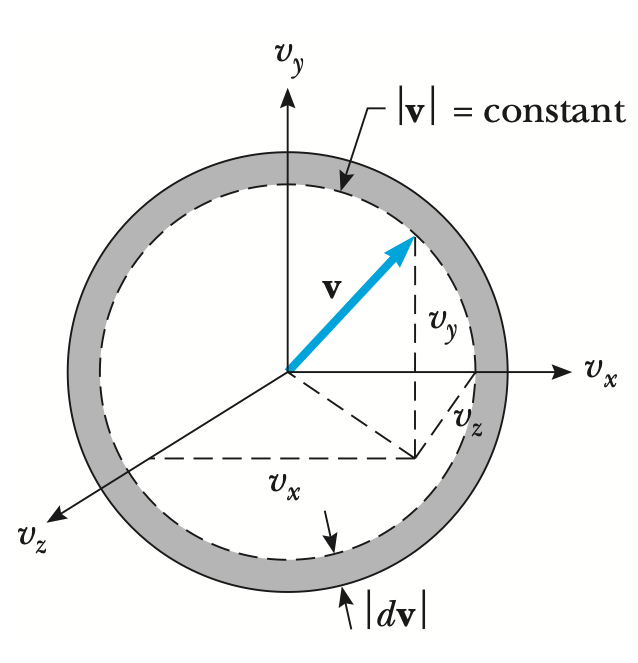 v_y
|v| = constant
v
v_y
v_x
v_z
v_x
v_z
|dv|